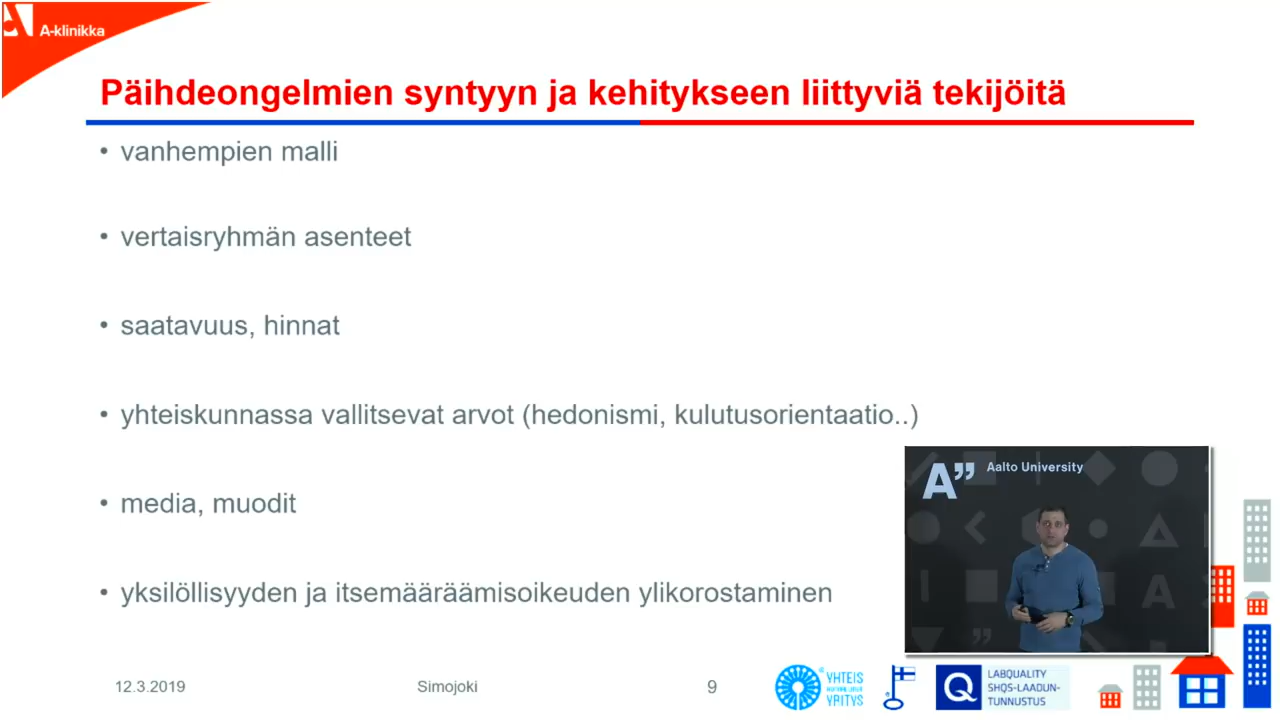 A-klinikka
Päihdeongelmien syntyyn ja kehitykseen liittyviä tekijöitä
• vanhempien malli
• vertaisryhmän asenteet
• saatavuus, hinnat
• yhteiskunnassa vallitsevat arvot (hedonismi, kulutusorientaatio..)
• media, muodit
• yksilöllisyyden ja itsemääräämisoikeuden ylikorostaminen
A” Aalto University
12.3.2019
Simojoki
9
YHTEIS
YRITYS
Q
LABQUALITY
SHQS-LAADUN-
TUNNUSTUS